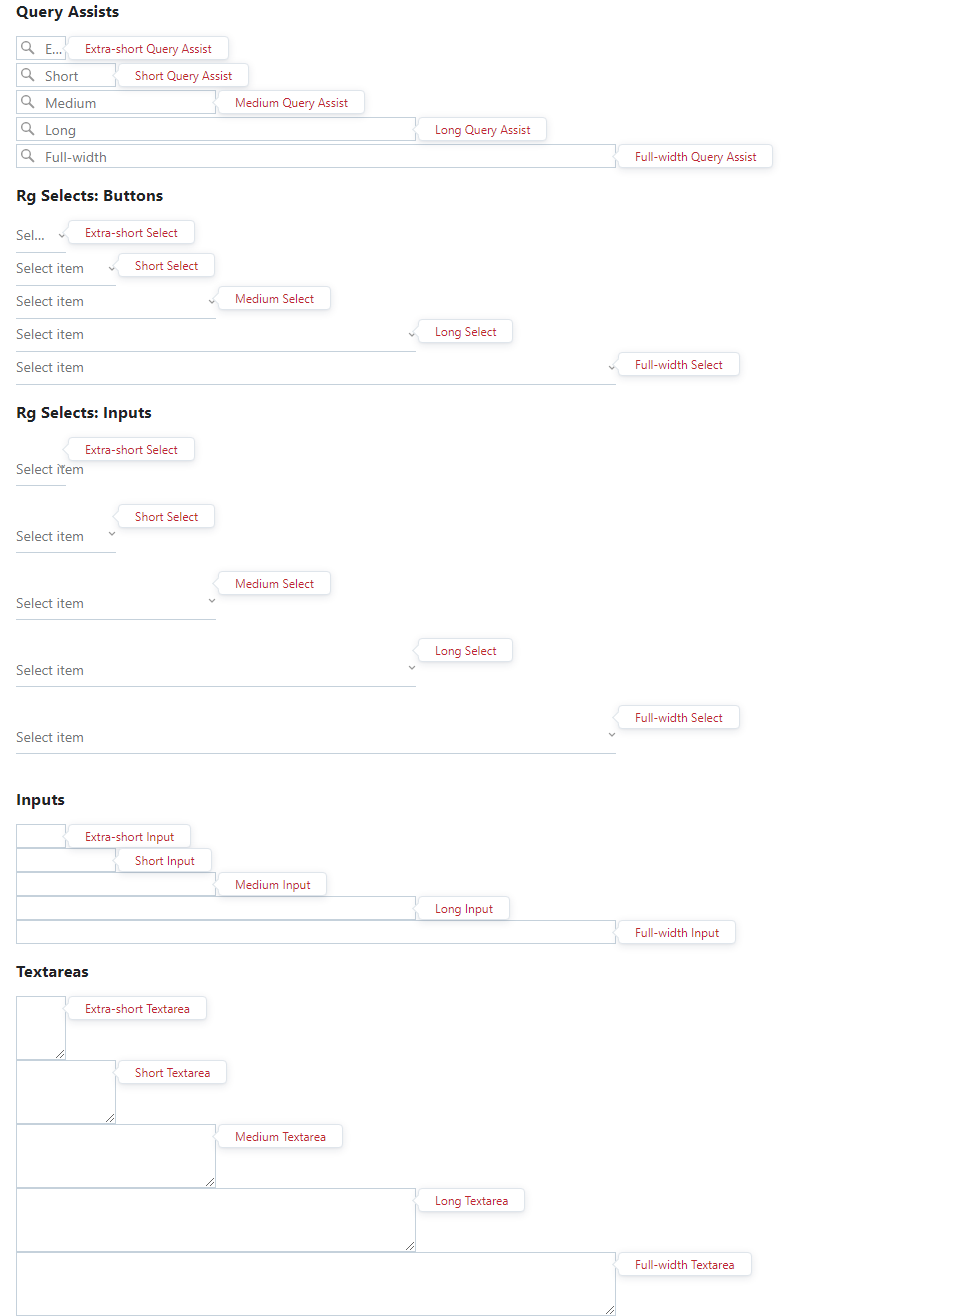 Query Assists
E... Extra-short Query Assist
Short Short Query Assist
Medium Medium Query Assist
Long Long Query Assist
Full-width Full-width Query Assist
Rg Selects: Buttons
Sel... Extra-short Select
Select item Short Select
Select item Medium Select
Select item Long Select
Select item Full-width Select
Rg Selects: Inputs
Extra-short Select
Select item
Short Select
Select item
Medium Select
Select item
Long Select
Select item
Full-width Select
Select item
Inputs
Extra-short Input
Short Input
Medium Input
Long Input
Full-width Input
Textareas
Extra-short Textarea
Short Textarea
Medium Textarea
Long Textarea
Full-width Textarea